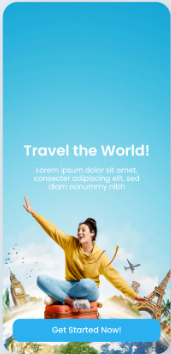 Travel the World!
Lorem ipsum dolor sit amet,
consectetur adipiscing elit, sed
diam nonummy nibh
Get Started Now!